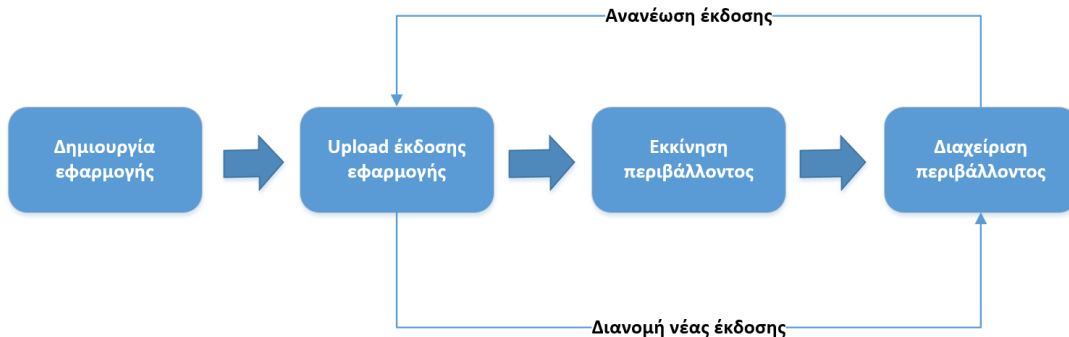 Ανανέωση έκδοσης
Δημιουργία
εφαρμογής
Upload έκδοσης
εφαρμογής
Εκκίνηση
περιβάλλοντος
Διαχείριση
περιβάλλοντος
Διανομή νέας έκδοσης